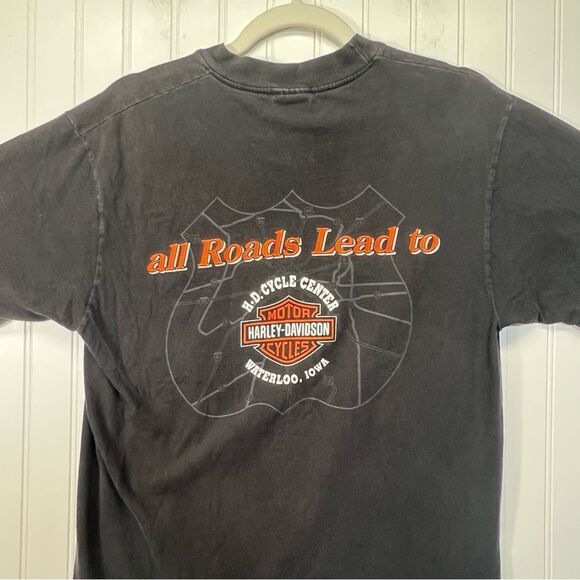 all Roads Lead to
H-D. CYCLE CENTER
MOTOR
HARLEY-DAVIDSON
CYCLES
WATERLOO, IOWA